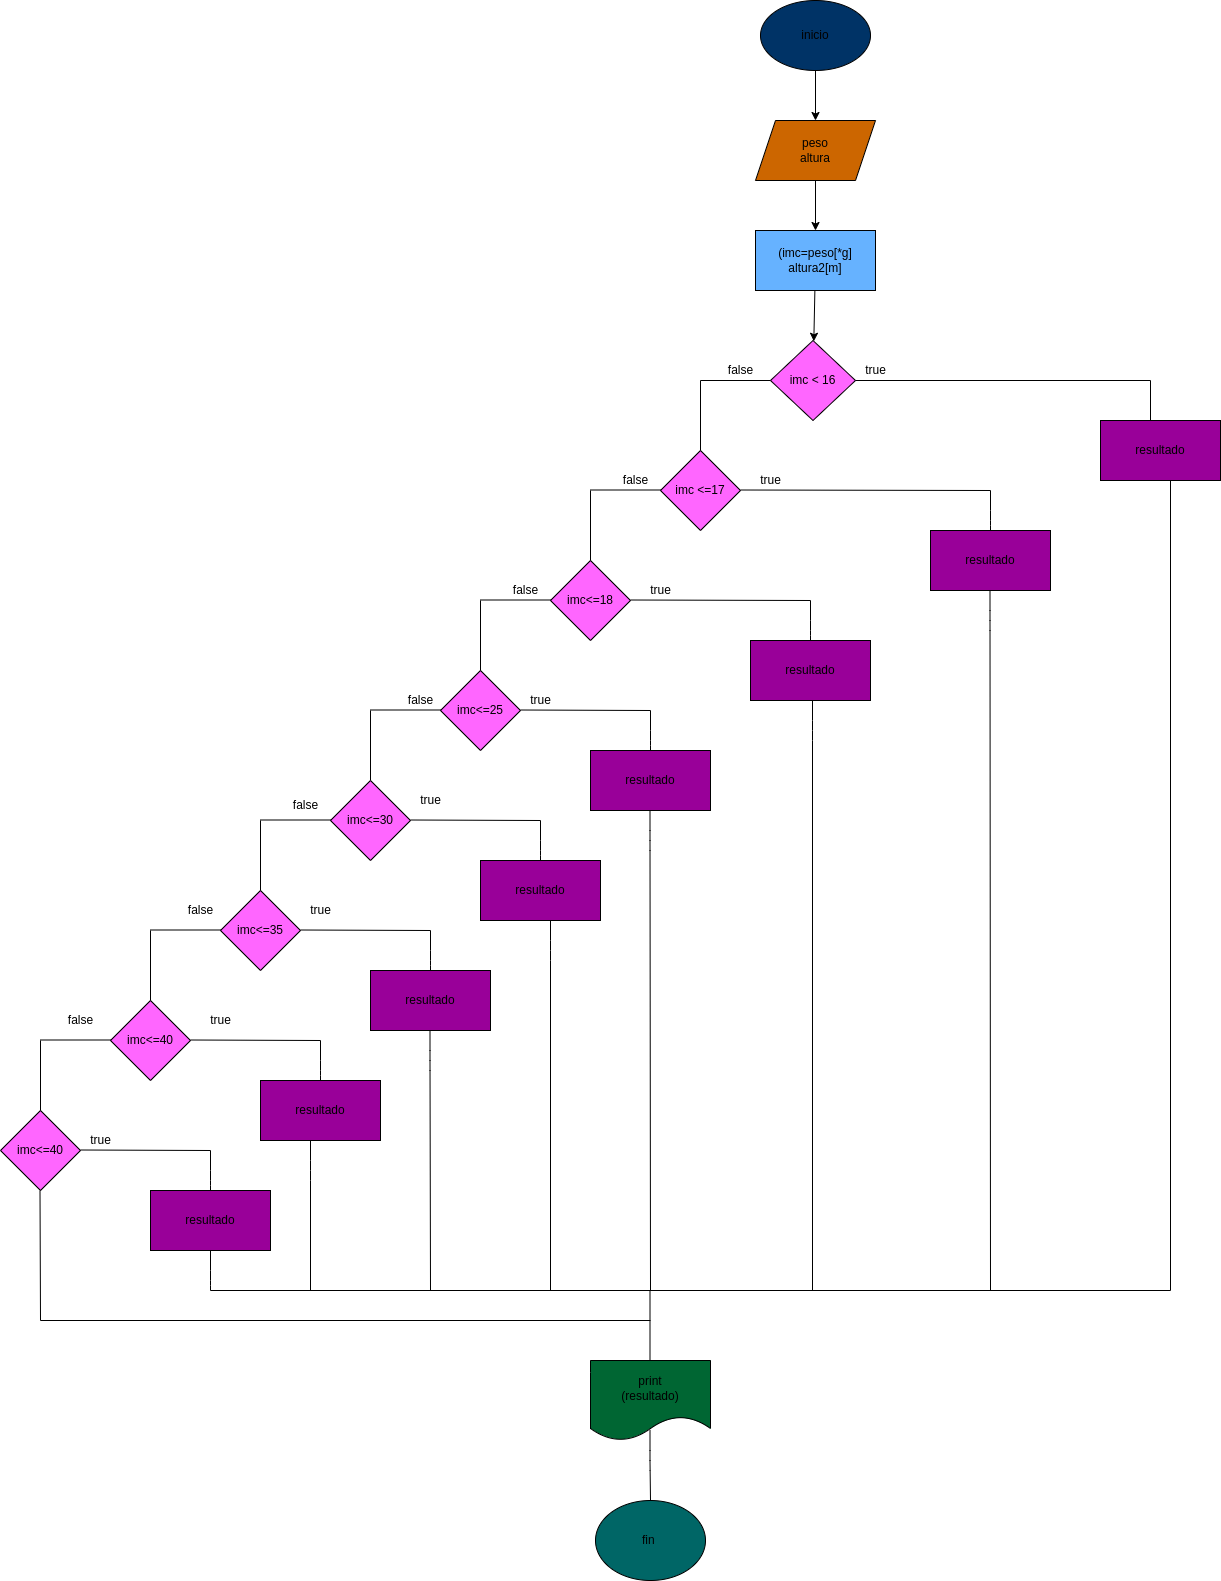 inicio
peso
altura
(imc=peso[*g]
altura2[m]
false
imc < 16
true
resultado
false
imc <=17
true
resultado
false
imc<=18
true
resultado
false
imc<=25
true
resultado
false
imc<=30
true
resultado
false
imc<=35
true
resultado
false
imc<=40
true
resultado
imc<=40
true
resultado
print
(resultado)
fin